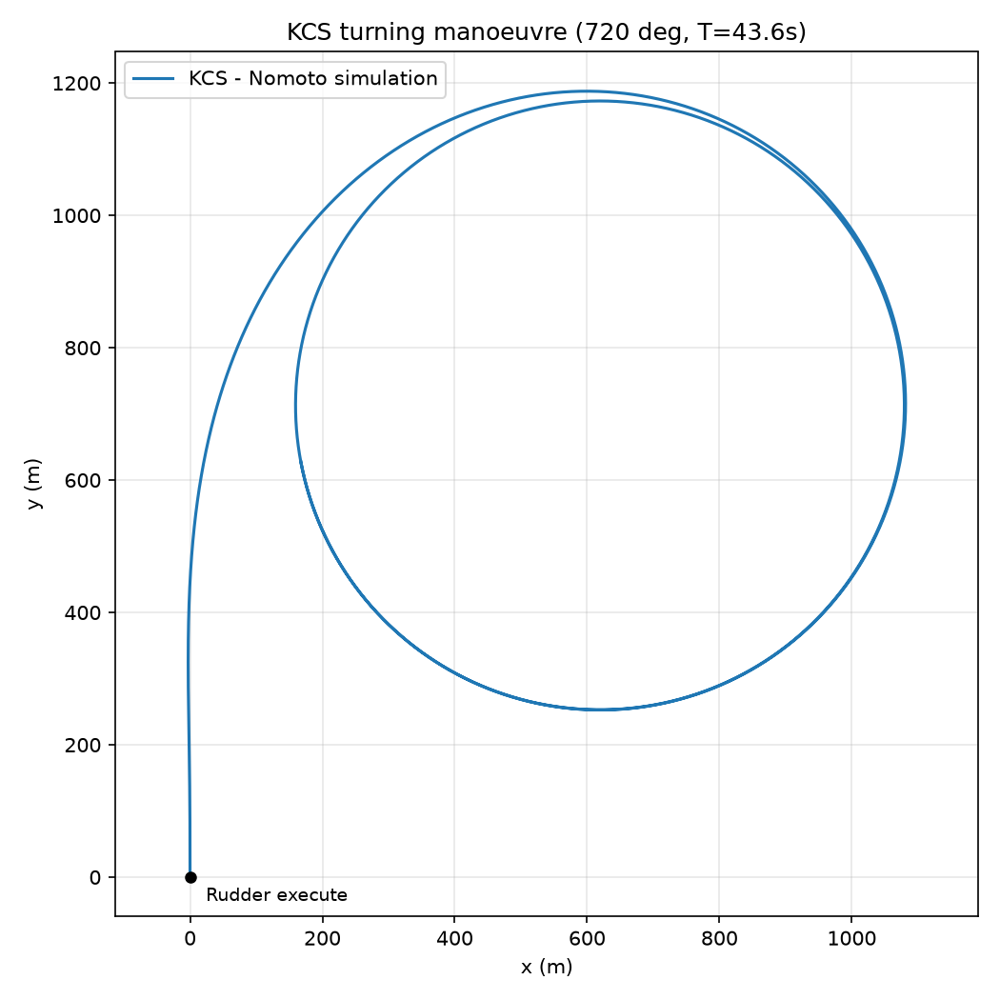 KCS turning manoeuvre (720 deg, T=43.6s)
KCS - Nomoto simulation
1200
1000
800
600
400
200
0
y (m)
Rudder execute
0 200 400 600 800 1000
x (m)